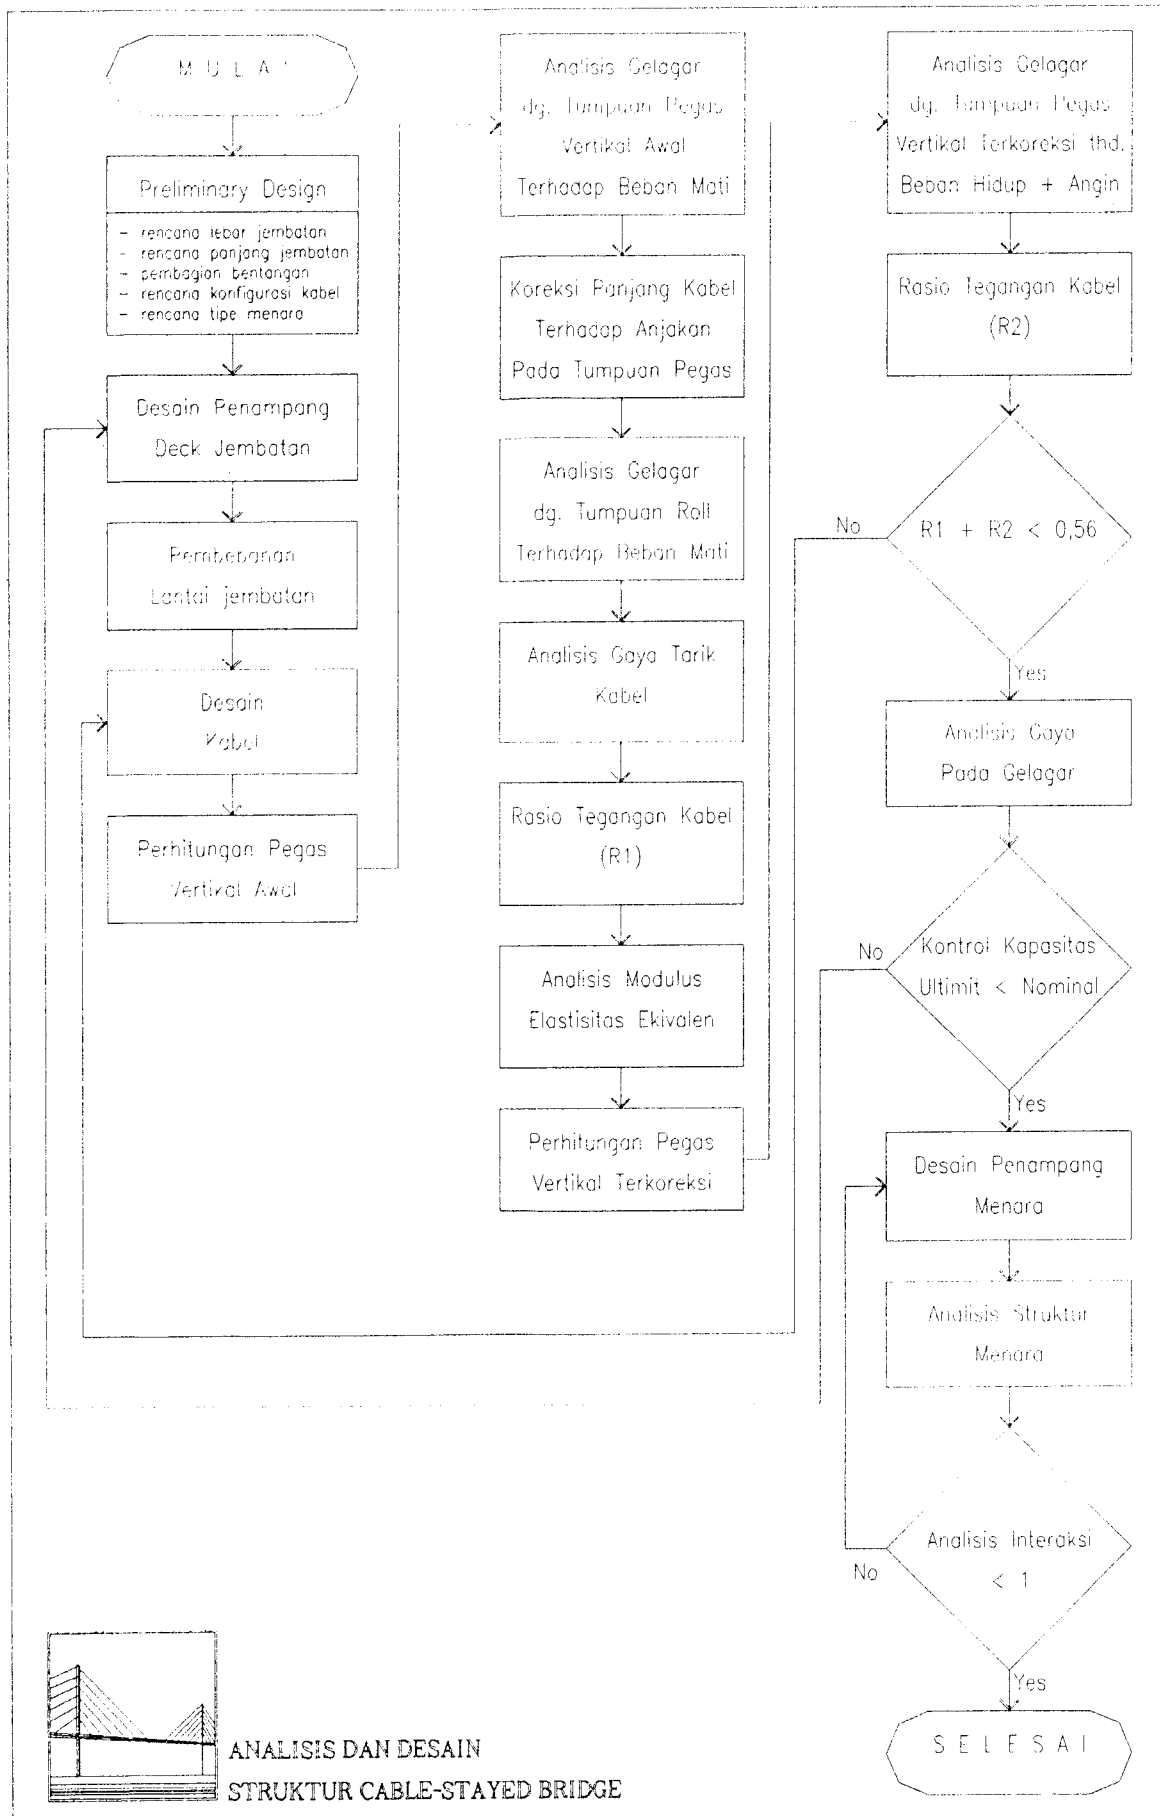 MULAI
Preliminary Design
- rencana lebar jembatan
- rencana panjang jembatan
- pembagian bentangan
- rencana konfigurasi kabel
- rencana tipe menara
Desain Penampang
Deck Jembatan
Pembebanan
Lantai jembatan
Desain
Kabel
Perhitungan Pegas
Vertikal Awal
Analisis Gelagar
dg. Tumpuan Pegas
Vertikal Awal
Terhadap Beban Mati
Koreksi Panjang Kabel
Terhadap Anjakan
Pada Tumpuan Pegas
Analisis Gelagar
dg. Tumpuan Roll
Terhadap Beban Mati
Analisis Gaya Tarik
Kabel
Rasio Tegangan Kabel
(R1)
Analisis Modulus
Elastisitas Ekivalen
Perhitungan Pegas
Vertikal Terkoreksi
Analisis Gelagar
dg. Tumpuan Pegas
Vertikal Terkoreksi thd.
Beban Hidup + Angin
Rasio Tegangan Kabel
(R2)
No
R1 + R2 < 0,56
Yes
Analisis Gaya
Pada Gelagar
No
Kontrol Kapasitas
Ultimit < Nominal
Yes
Desain Penampang
Menara
Analisis Struktur
Menara
Analisis Interaksi
< 1
No
Yes
SELESAI
ANALISIS DAN DESAIN
STRUKTUR CABLE-STAYED BRIDGE